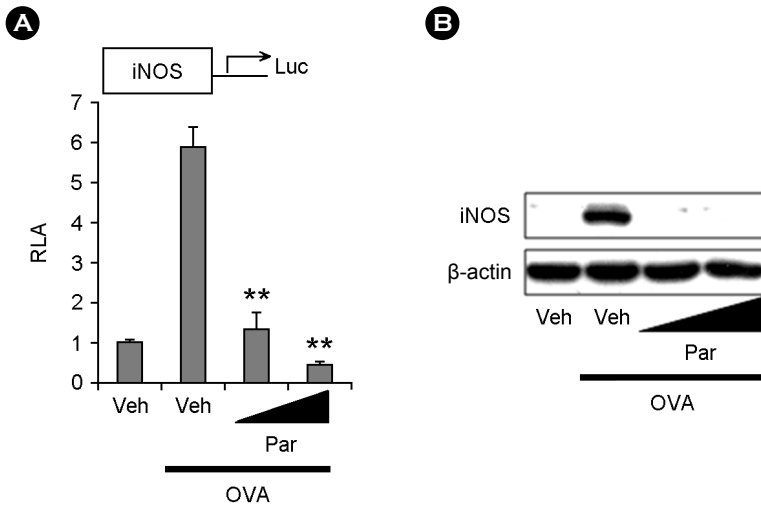 A
iNOS
Luc
7
6
5
4
3
2
1
0
RLA
**
**
Veh Veh
Par
OVA
B
iNOS
β-actin
Veh Veh
Par
OVA